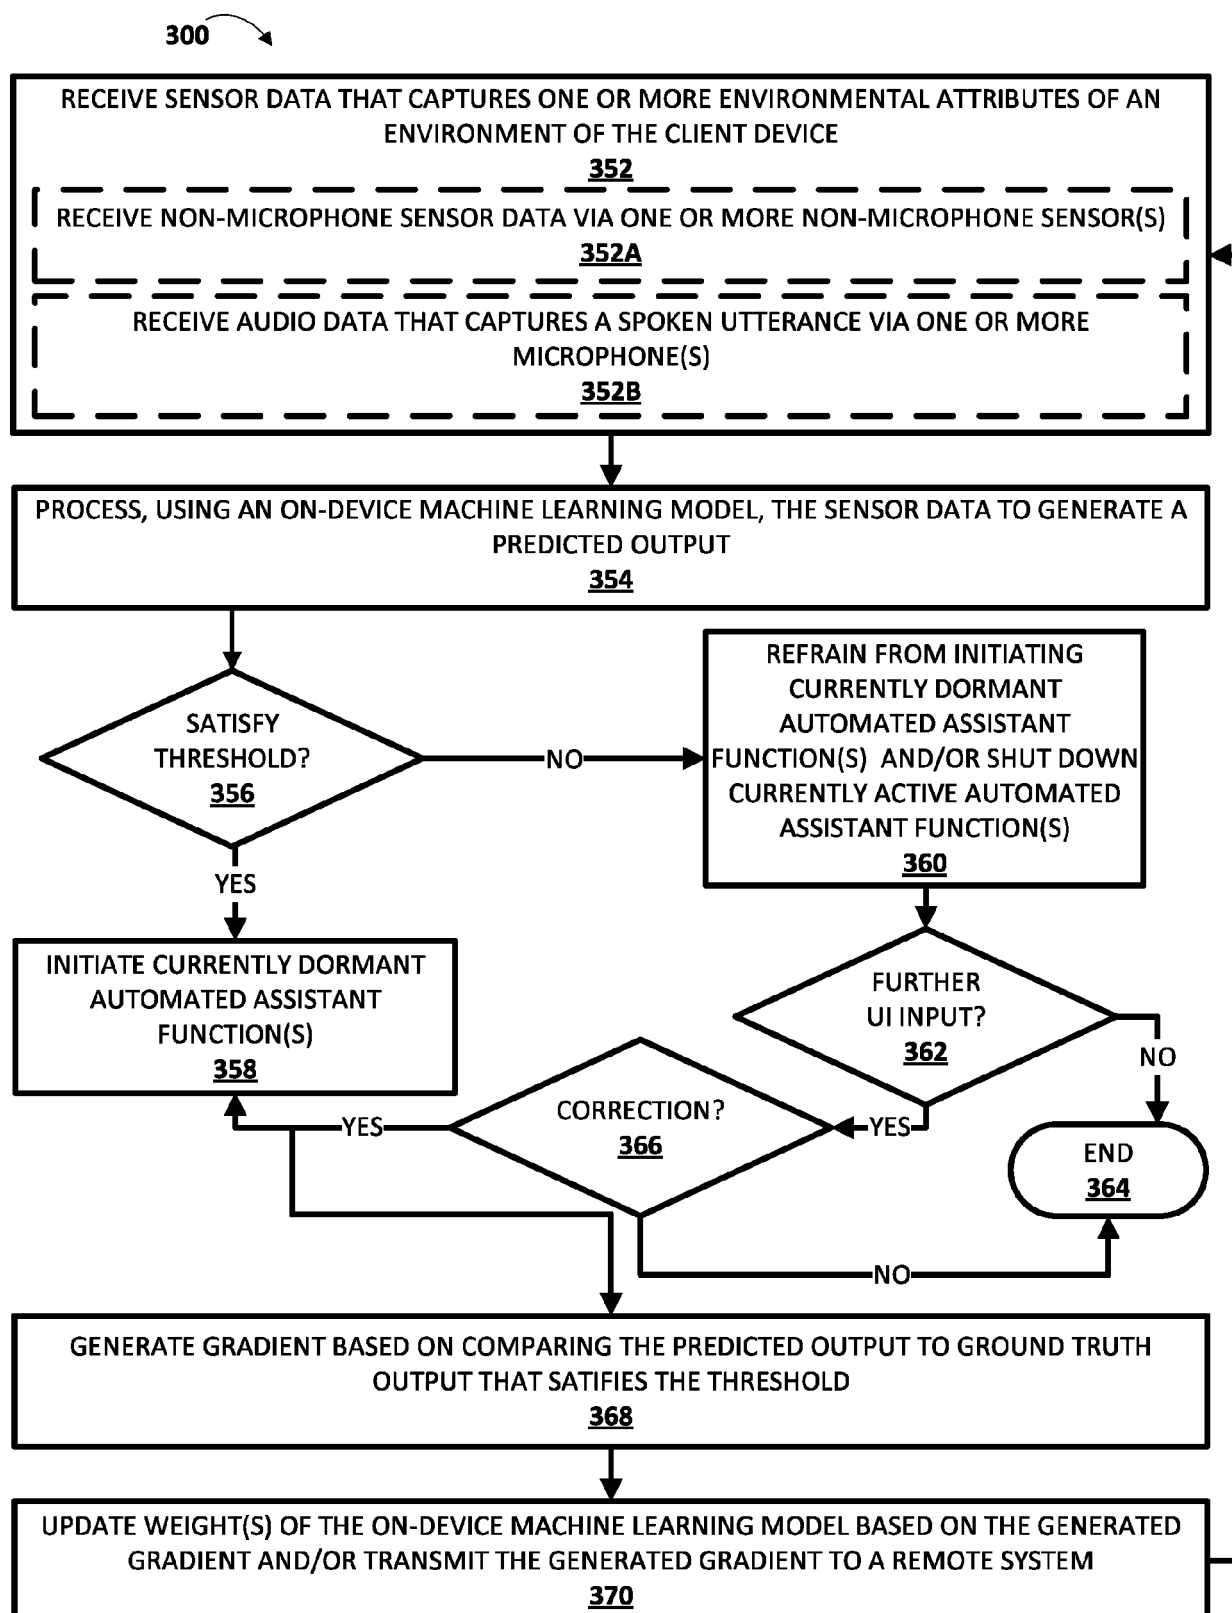 300
RECEIVE SENSOR DATA THAT CAPTURES ONE OR MORE ENVIRONMENTAL ATTRIBUTES OF AN
ENVIRONMENT OF THE CLIENT DEVICE
352
RECEIVE NON-MICROPHONE SENSOR DATA VIA ONE OR MORE NON-MICROPHONE SENSOR(S)
352A
RECEIVE AUDIO DATA THAT CAPTURES A SPOKEN UTTERANCE VIA ONE OR MORE
MICROPHONE(S)
352B
PROCESS, USING AN ON-DEVICE MACHINE LEARNING MODEL, THE SENSOR DATA TO GENERATE A
PREDICTED OUTPUT
354
SATISFY
THRESHOLD?
356
NO
REFRAIN FROM INITIATING
CURRENTLY DORMANT
AUTOMATED ASSISTANT
FUNCTION(S) AND/OR SHUT DOWN
CURRENTLY ACTIVE AUTOMATED
ASSISTANT FUNCTION(S)
360
YES
INITIATE CURRENTLY DORMANT
AUTOMATED ASSISTANT
FUNCTION(S)
358
FURTHER
UI INPUT?
362
NO
YES
CORRECTION?
366
YES
END
364
NO
GENERATE GRADIENT BASED ON COMPARING THE PREDICTED OUTPUT TO GROUND TRUTH
OUTPUT THAT SATIFIES THE THRESHOLD
368
UPDATE WEIGHT(S) OF THE ON-DEVICE MACHINE LEARNING MODEL BASED ON THE GENERATED
GRADIENT AND/OR TRANSMIT THE GENERATED GRADIENT TO A REMOTE SYSTEM
370